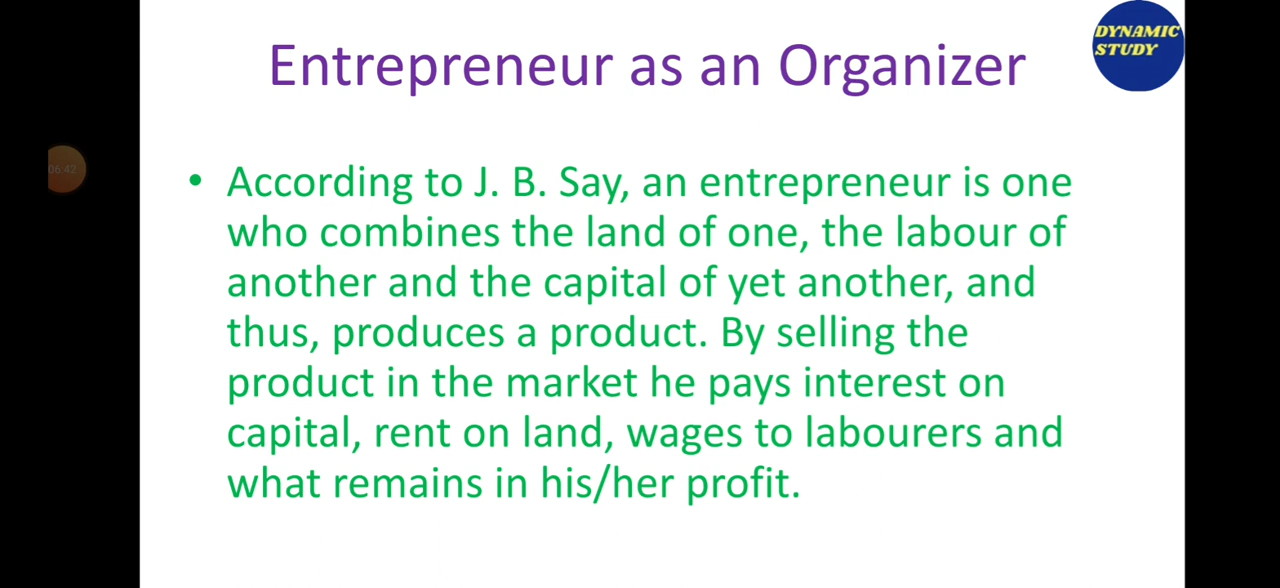 Entrepreneur as an Organizer
DYNAMIC
STUDY
06:42
• According to J. B. Say, an entrepreneur is one
who combines the land of one, the labour of
another and the capital of yet another, and
thus, produces a product. By selling the
product in the market he pays interest on
capital, rent on land, wages to labourers and
what remains in his/her profit.